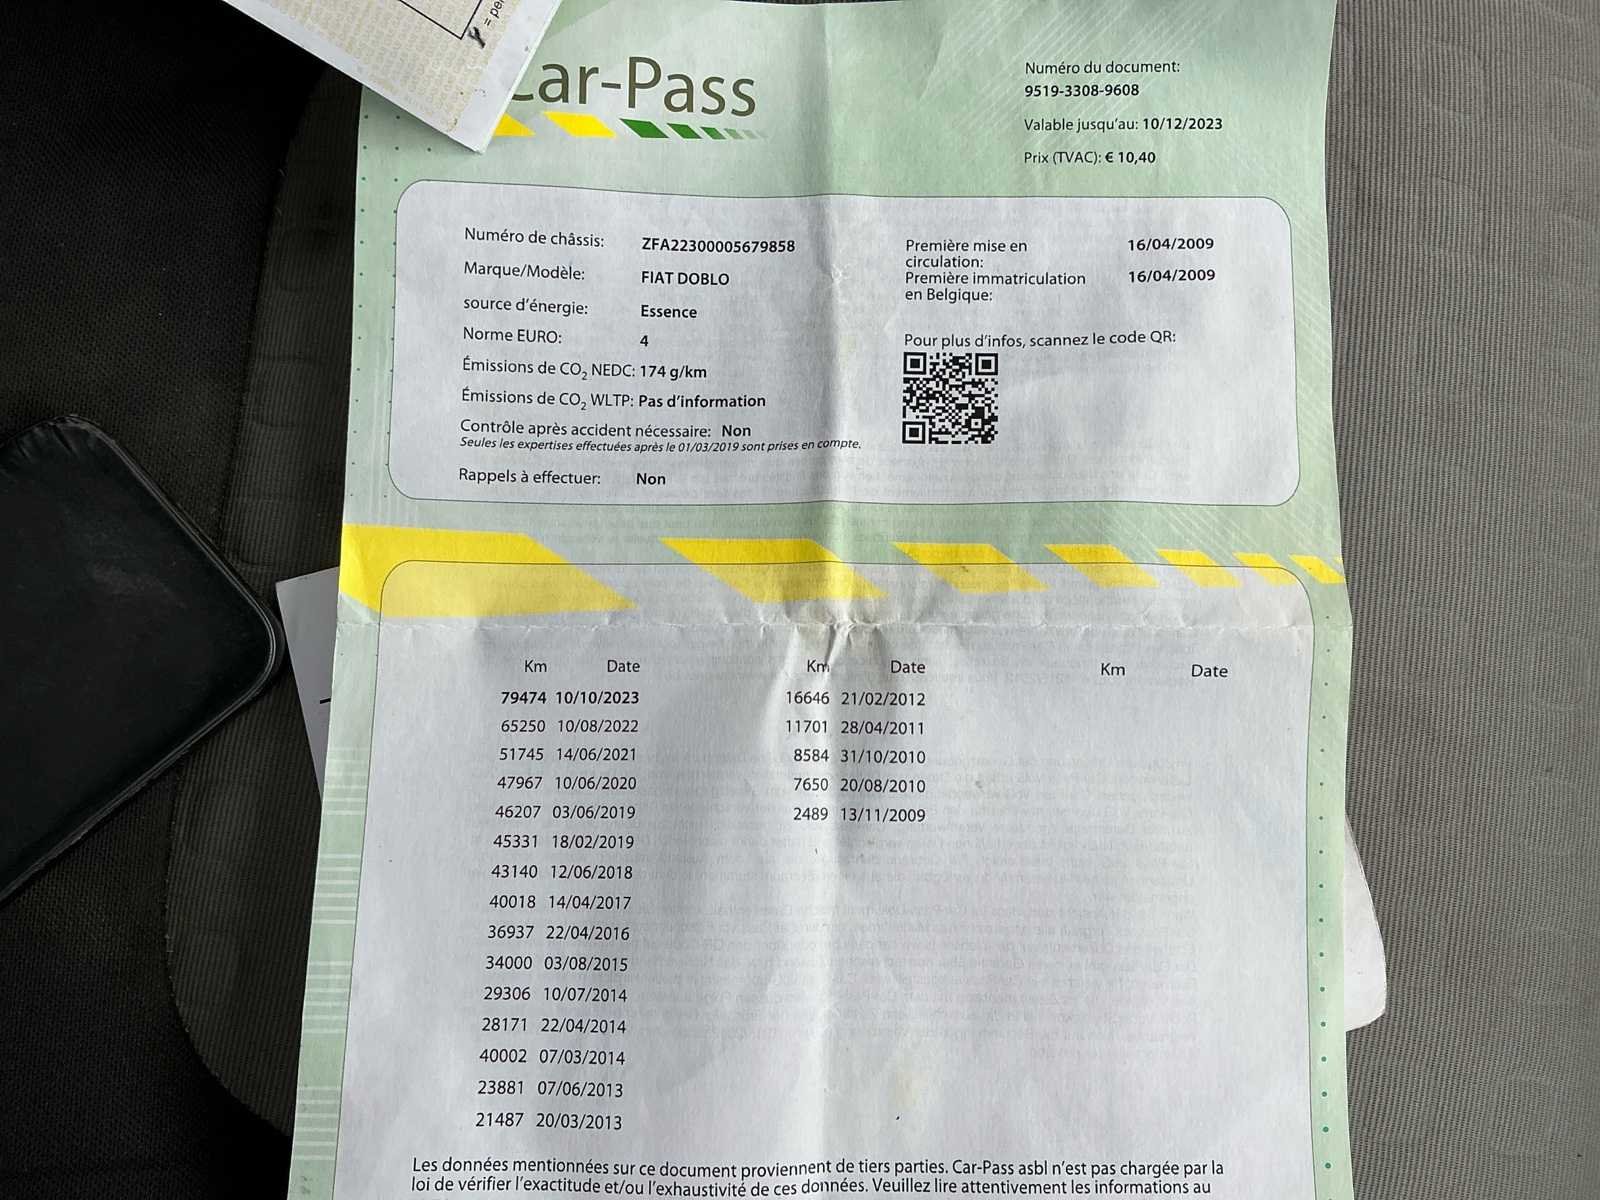 = per
Car-Pass
Numéro du document:
9519-3308-9608
Valable jusqu'au: 10/12/2023
Prix (TVAC): € 10,40
Numéro de châssis: ZFA22300005679858
Marque/Modèle: FIAT DOBLO
source d'énergie: Essence
Norme EURO: 4
Émissions de CO2 NEDC: 174 g/km
Émissions de CO2 WLTP: Pas d'information
Contrôle après accident nécessaire: Non
Seules les expertises effectuées après le 01/03/2019 sont prises en compte.
Rappels à effectuer: Non
Première mise en 16/04/2009
circulation:
Première immatriculation 16/04/2009
en Belgique:
Pour plus d'infos, scannez le code QR:
Km Date
79474 10/10/2023
65250 10/08/2022
51745 14/06/2021
47967 10/06/2020
46207 03/06/2019
45331 18/02/2019
43140 12/06/2018
40018 14/04/2017
36937 22/04/2016
34000 03/08/2015
29306 10/07/2014
28171 22/04/2014
40002 07/03/2014
23881 07/06/2013
21487 20/03/2013
Km Date
16646 21/02/2012
11701 28/04/2011
8584 31/10/2010
7650 20/08/2010
2489 13/11/2009
Km Date
Les données mentionnées sur ce document proviennent de tiers parties. Car-Pass asbl n'est pas chargée par la
loi de vérifier l'exactitude et/ou l'exhaustivité de ces données. Veuillez lire attentivement les informations au